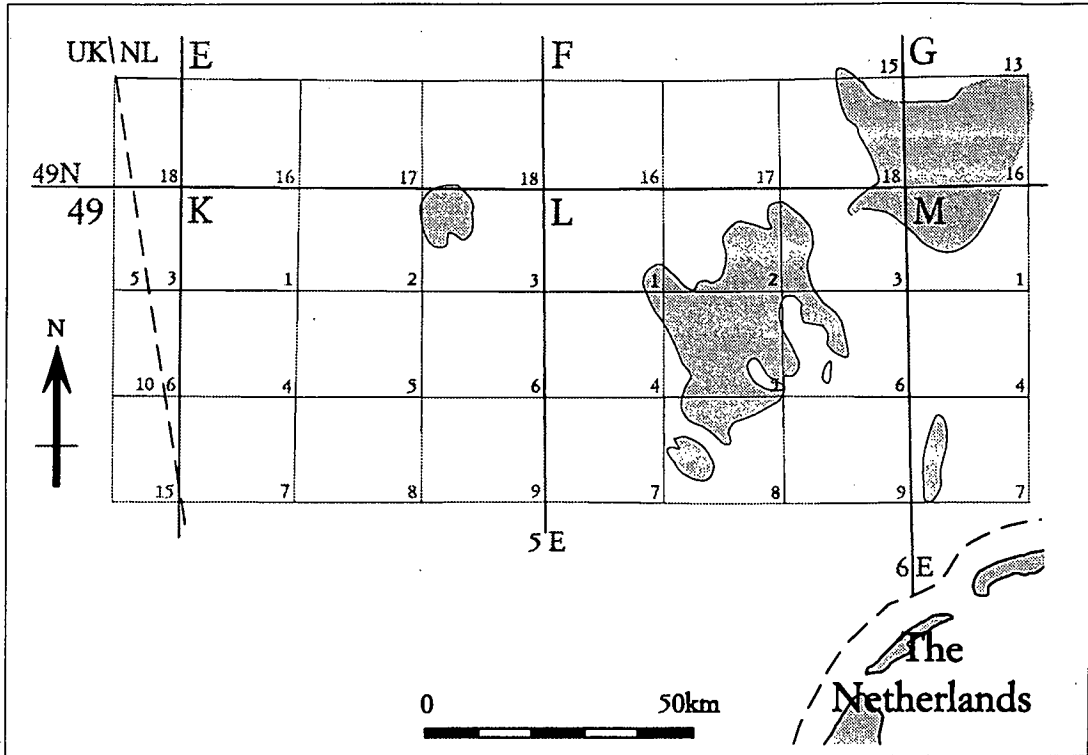 UK\NL E F G
15 13
49N 18 16 17 18 16 17 18 16
49 K L M
5 3 1 2 3 1 2 3 1
10 6 4 5 6 4 5 6 4
15 7 8 9 7 8 9 7
N
5 E
6 E
The
Netherlands
0 50km